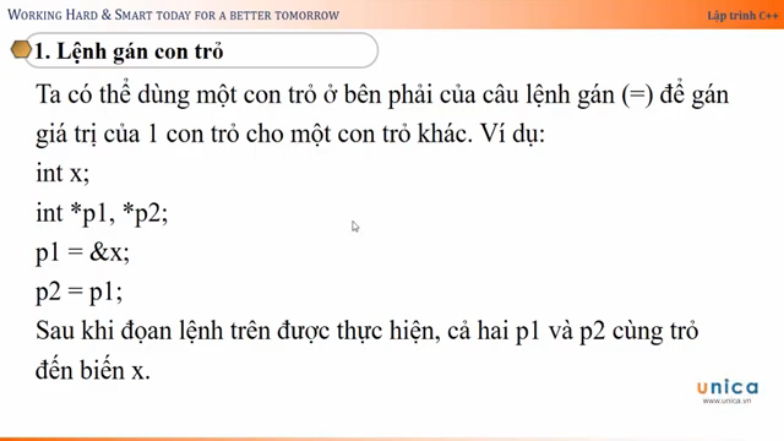 WORKING HARD & SMART TODAY FOR A BETTER TOMORROW
Lập trình C++
1. Lệnh gán con trỏ
Ta có thể dùng một con trỏ ở bên phải của câu lệnh gán (=) để gán
giá trị của 1 con trỏ cho một con trỏ khác. Ví dụ:
int x;
int *p1, *p2;
p1 = &x;
p2 = p1;
Sau khi đọan lệnh trên được thực hiện, cả hai p1 và p2 cùng trỏ
đến biến x.
unica
www.unica.vn